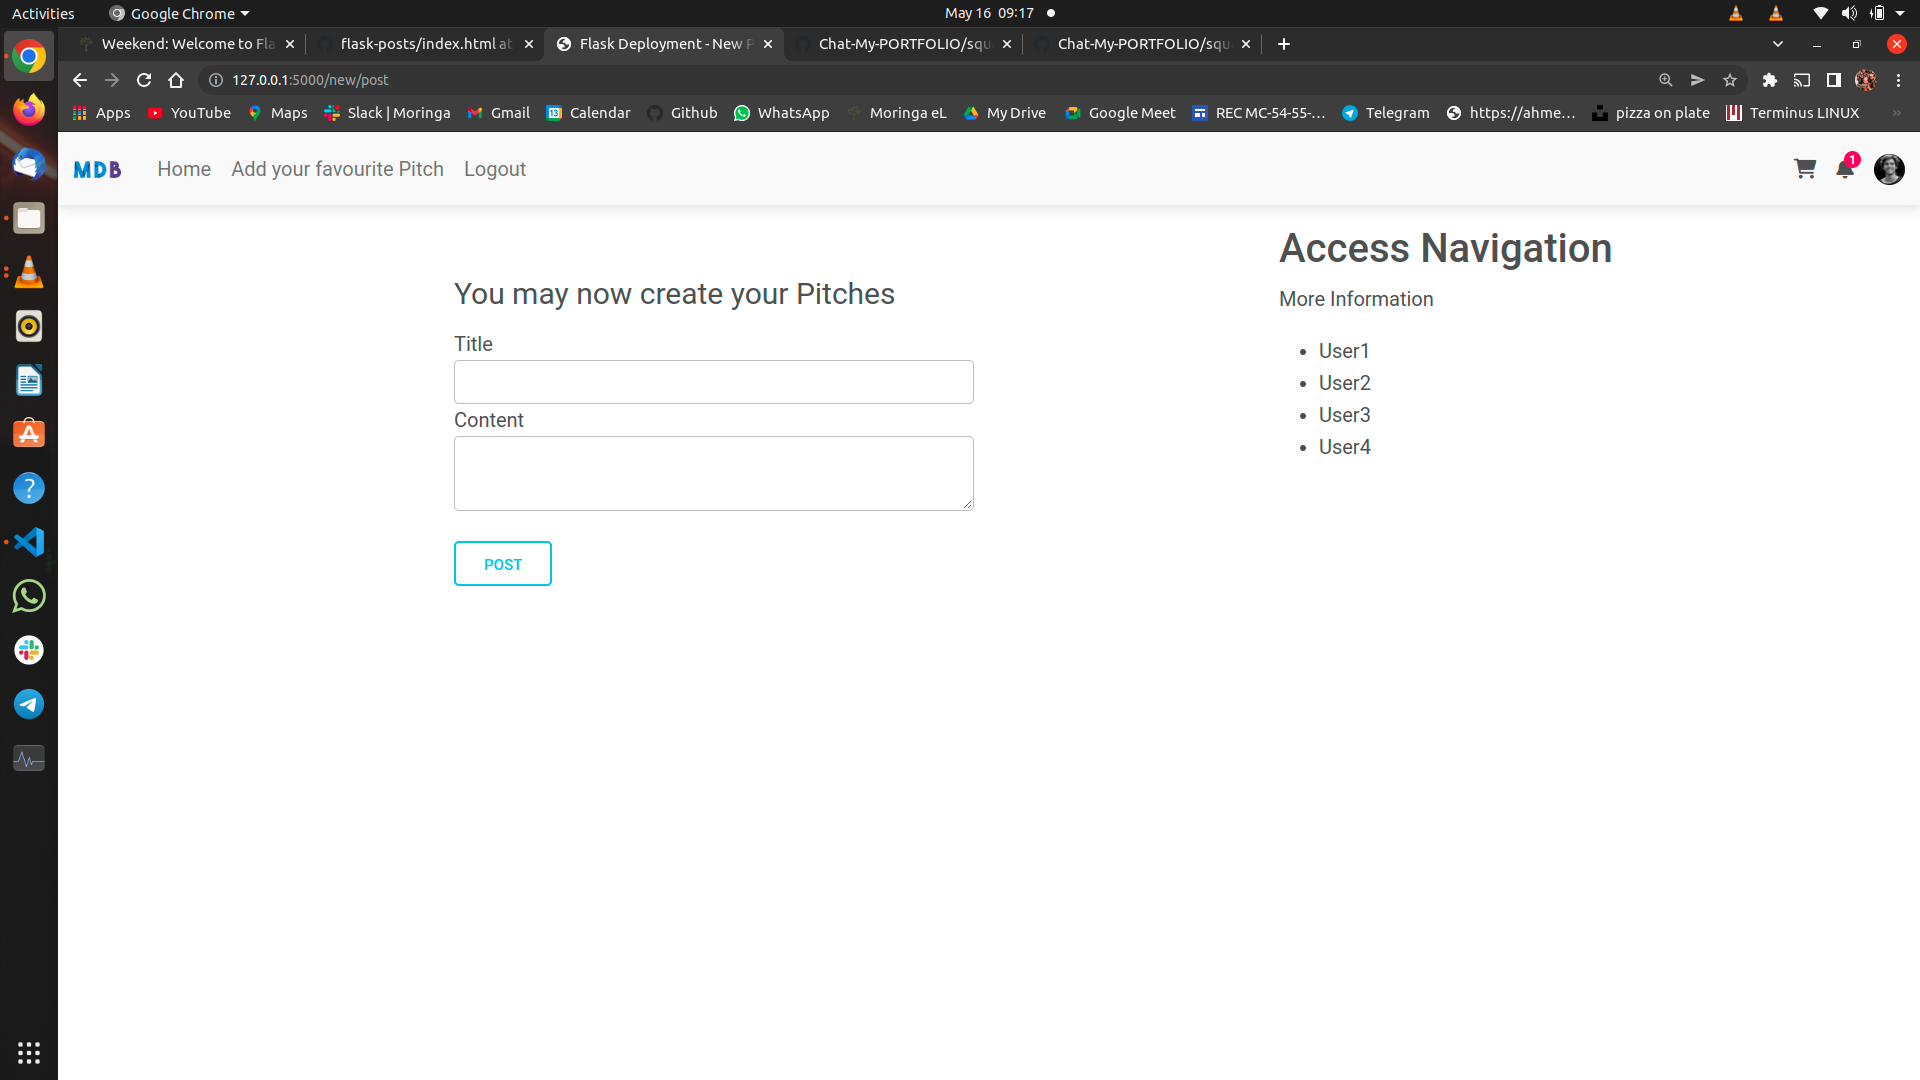 Activities Google Chrome May 16 09:17
Weekend: Welcome to Fla flask-posts/index.html at Flask Deployment - New P Chat-My-PORTFOLIO/squ Chat-My-PORTFOLIO/squ
127.0.0.1:5000/new/post
Apps YouTube Maps Slack | Moringa Gmail 13 Calendar Github WhatsApp Moringa eL My Drive Google Meet REC MC-54-55-... Telegram https://ahme... pizza on plate Terminus LINUX »
MDB Home Add your favourite Pitch Logout 1
Access Navigation
More Information
User1
User2
User3
User4
You may now create your Pitches
Title
Content
POST